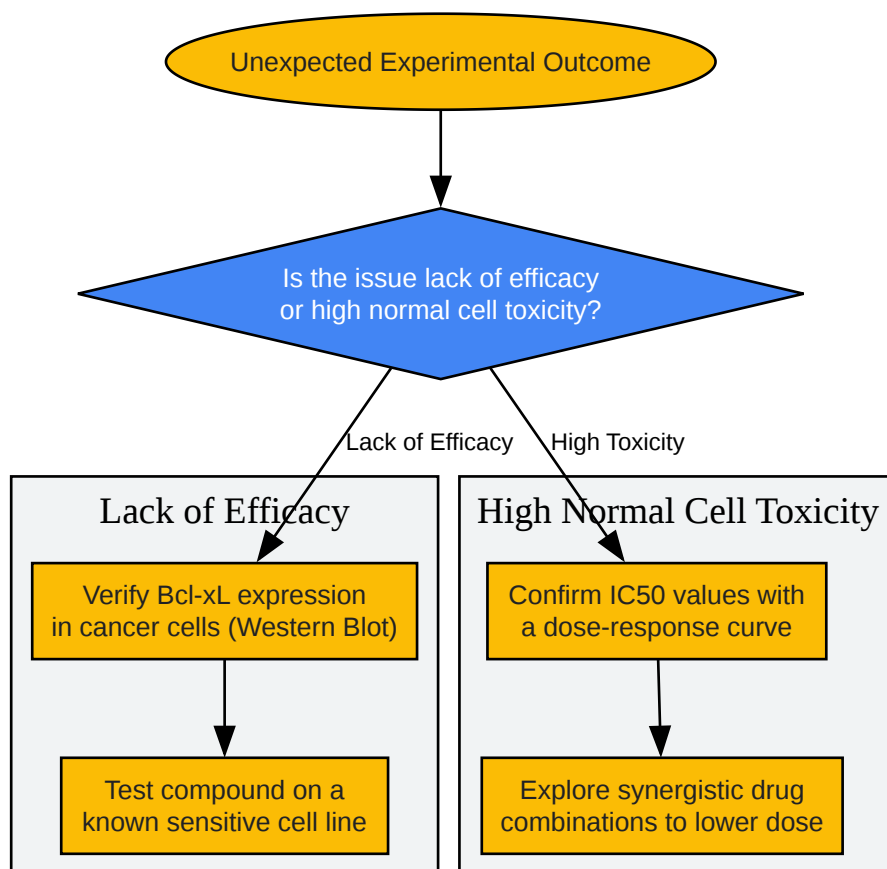 Unexpected Experimental Outcome
Is the issue lack of efficacy
or high normal cell toxicity?
Lack of Efficacy
High Toxicity
Lack of Efficacy
Verify Bcl-xL expression
in cancer cells (Western Blot)
Test compound on a
known sensitive cell line
High Normal Cell Toxicity
Confirm IC50 values with
a dose-response curve
Explore synergistic drug
combinations to lower dose